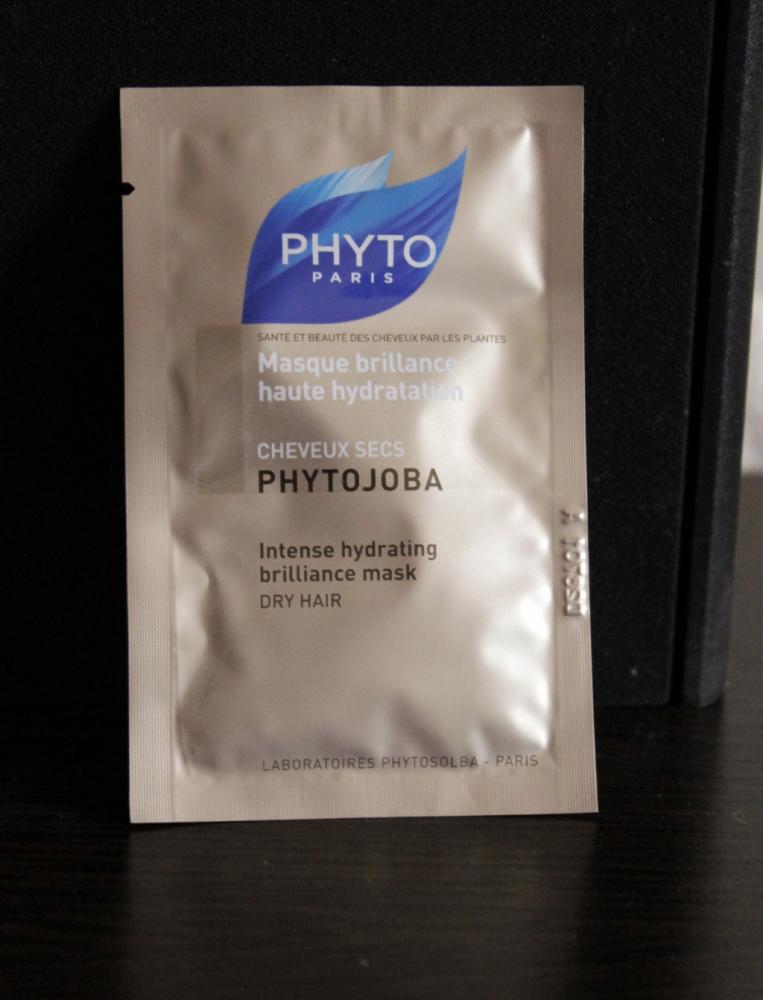 PHYTO
PARIS
SANTÉ ET BEAUTÉ DES CHEVEUX PAR LES PLANTES
Masque brillance
haute hydratation
CHEVEUX SECS
PHYTOJOBA
Intense hydrating
brilliance mask
DRY HAIR
LABORATOIRES PHYTOSOLBA - PARIS